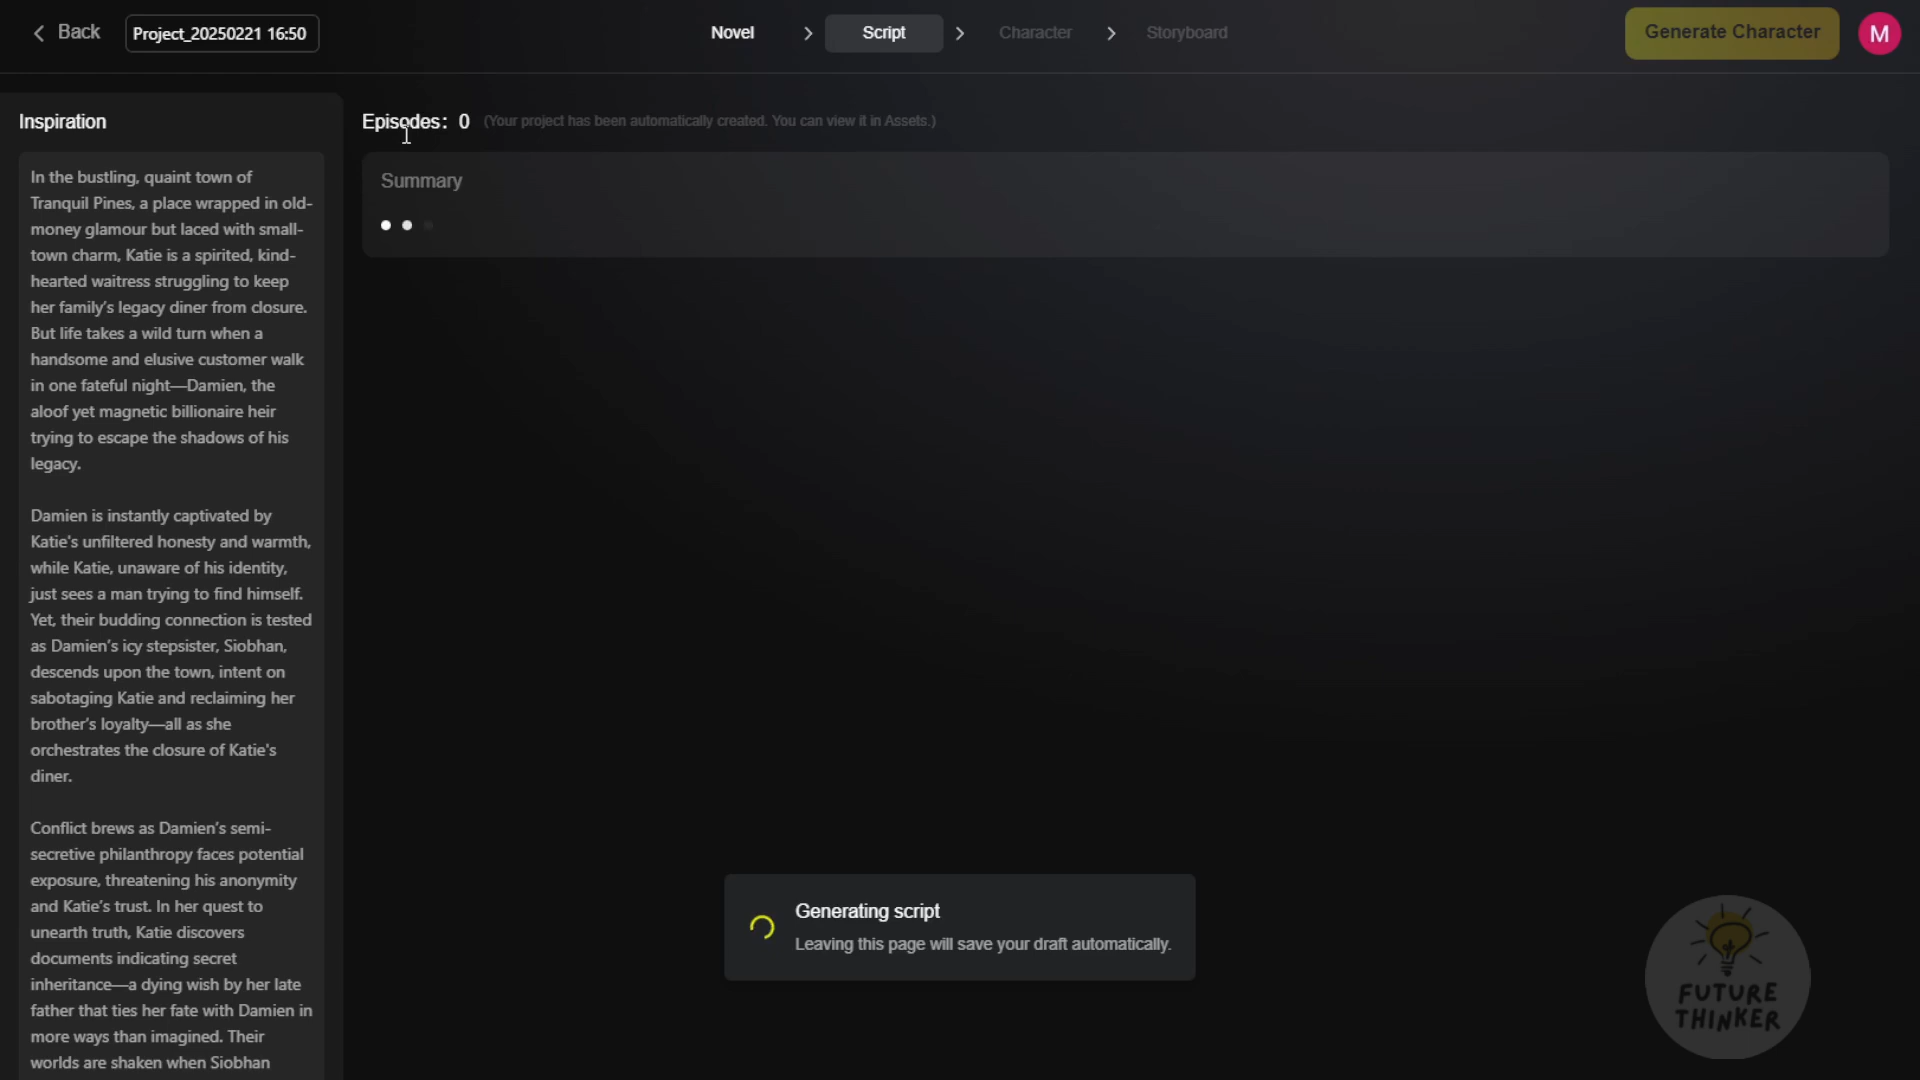 Back
Project_20250221 16:50
Novel
Script
Character
Storyboard
Generate Character
M
Inspiration
In the bustling, quaint town of
Tranquil Pines, a place wrapped in old-
money glamour but laced with small-
town charm, Katie is a spirited, kind-
hearted waitress struggling to keep
her family's legacy diner from closure.
But life takes a wild turn when a
handsome and elusive customer walk
in one fateful night—Damien, the
aloof yet magnetic billionaire heir
trying to escape the shadows of his
legacy.
Damien is instantly captivated by
Katie's unfiltered honesty and warmth,
while Katie, unaware of his identity,
just sees a man trying to find himself.
Yet, their budding connection is tested
as Damien's icy stepsister, Siobhan,
descends upon the town, intent on
sabotaging Katie and reclaiming her
brother's loyalty—all as she
orchestrates the closure of Katie's
diner.
Conflict brews as Damien's semi-
secretive philanthropy faces potential
exposure, threatening his anonymity
and Katie's trust. In her quest to
unearth truth, Katie discovers
documents indicating secret
inheritance—a dying wish by her late
father that ties her fate with Damien in
more ways than imagined. Their
worlds are shaken when Siobhan
Episodes: 0 (Your project has been automatically created. You can view it in Assets.)
Summary
Generating script
Leaving this page will save your draft automatically.
FUTURE
THINKER